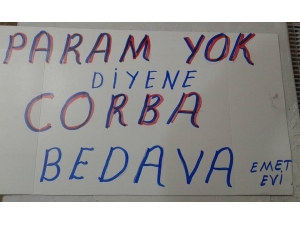 PARAM YOK
DİYENE
CORBA
BEDAVA
EMET
EVİ